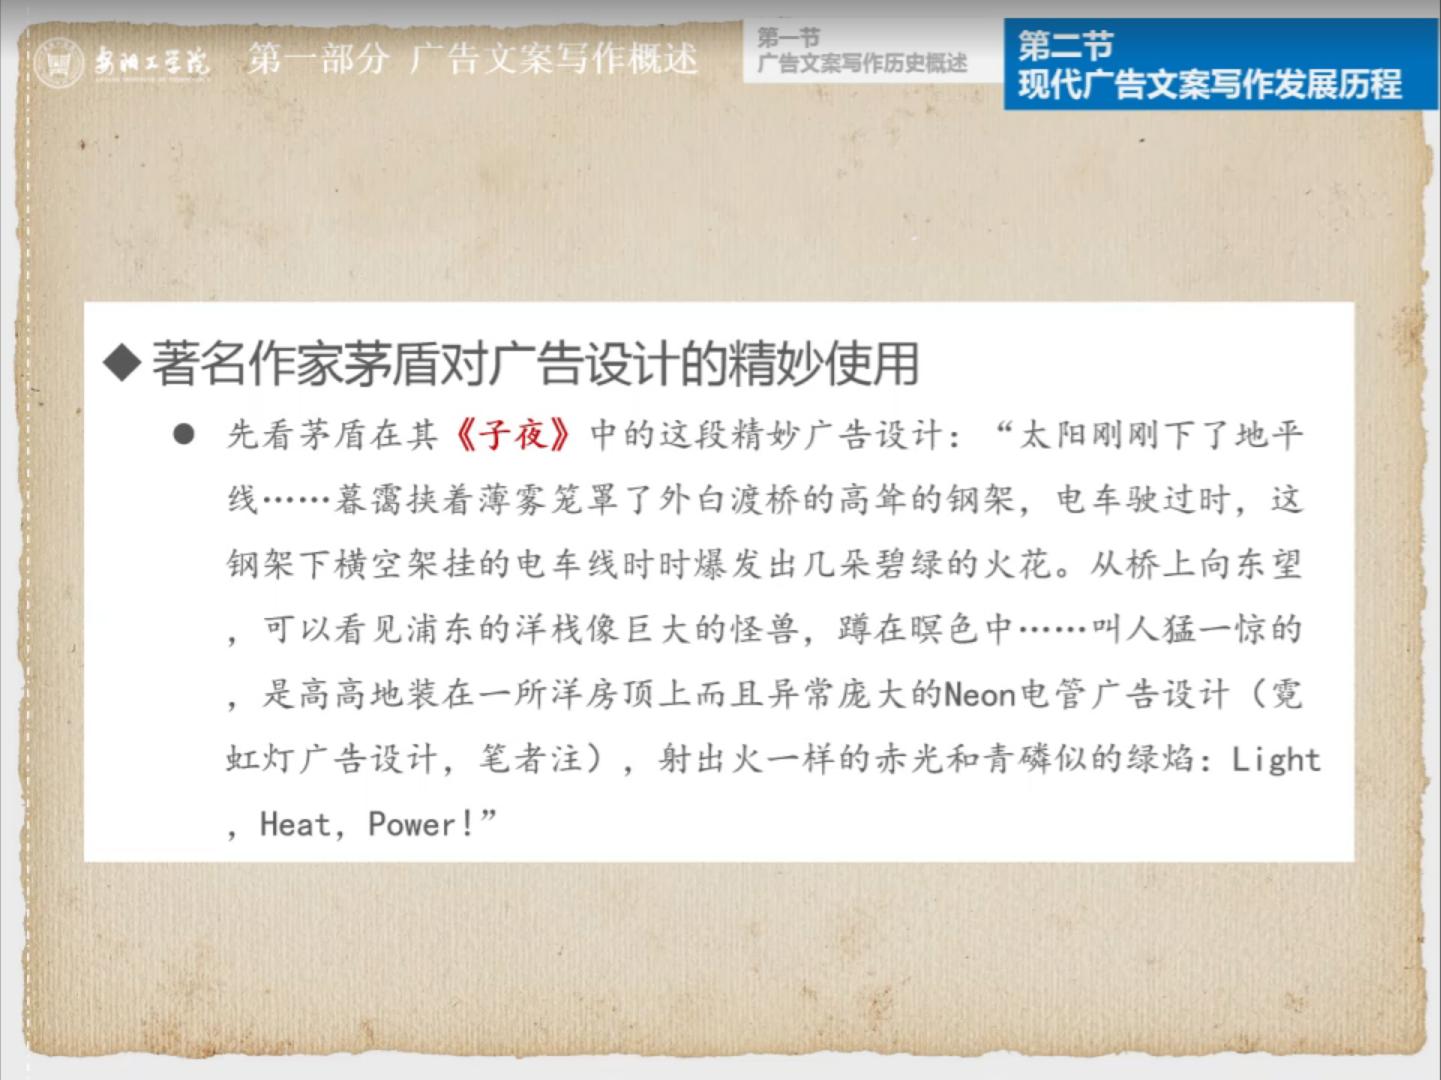 安阳工学院
第一部分 广告文案写作概述
第一节
广告文案写作历史概述
第二节
现代广告文案写作发展历程
◆ 著名作家茅盾对广告设计的精妙使用
● 先看茅盾在其《子夜》中的这段精妙广告设计：“太阳刚刚下了地平
线……暮霭挟着薄雾笼罩了外白渡桥的高耸的钢架，电车驶过时，这
钢架下横空架挂的电车线时时爆发出几朵碧绿的火花。从桥上向东望
，可以看见浦东的洋栈像巨大的怪兽，蹲在暝色中……叫人猛一惊的
，是高高地装在一所洋房顶上而且异常庞大的Neon电管广告设计（霓
虹灯广告设计，笔者注），射出火一样的赤光和青磷似的绿焰：Light
，Heat，Power！”